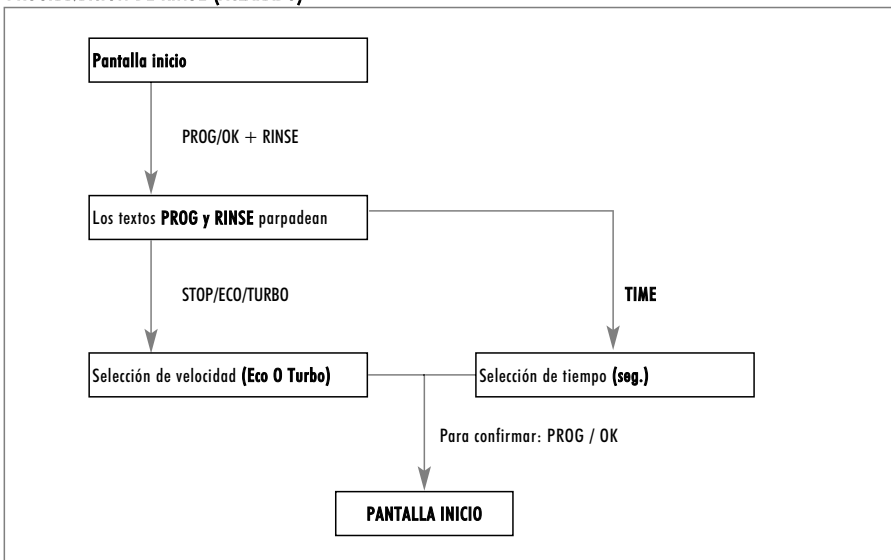 Pantalla inicio
PROG/OK + RINSE
Los textos PROG y RINSE parpadean
STOP/ECO/TURBO
TIME
Selección de velocidad (Eco O Turbo)
Selección de tiempo (seg.)
Para confirmar: PROG / OK
PANTALLA INICIO